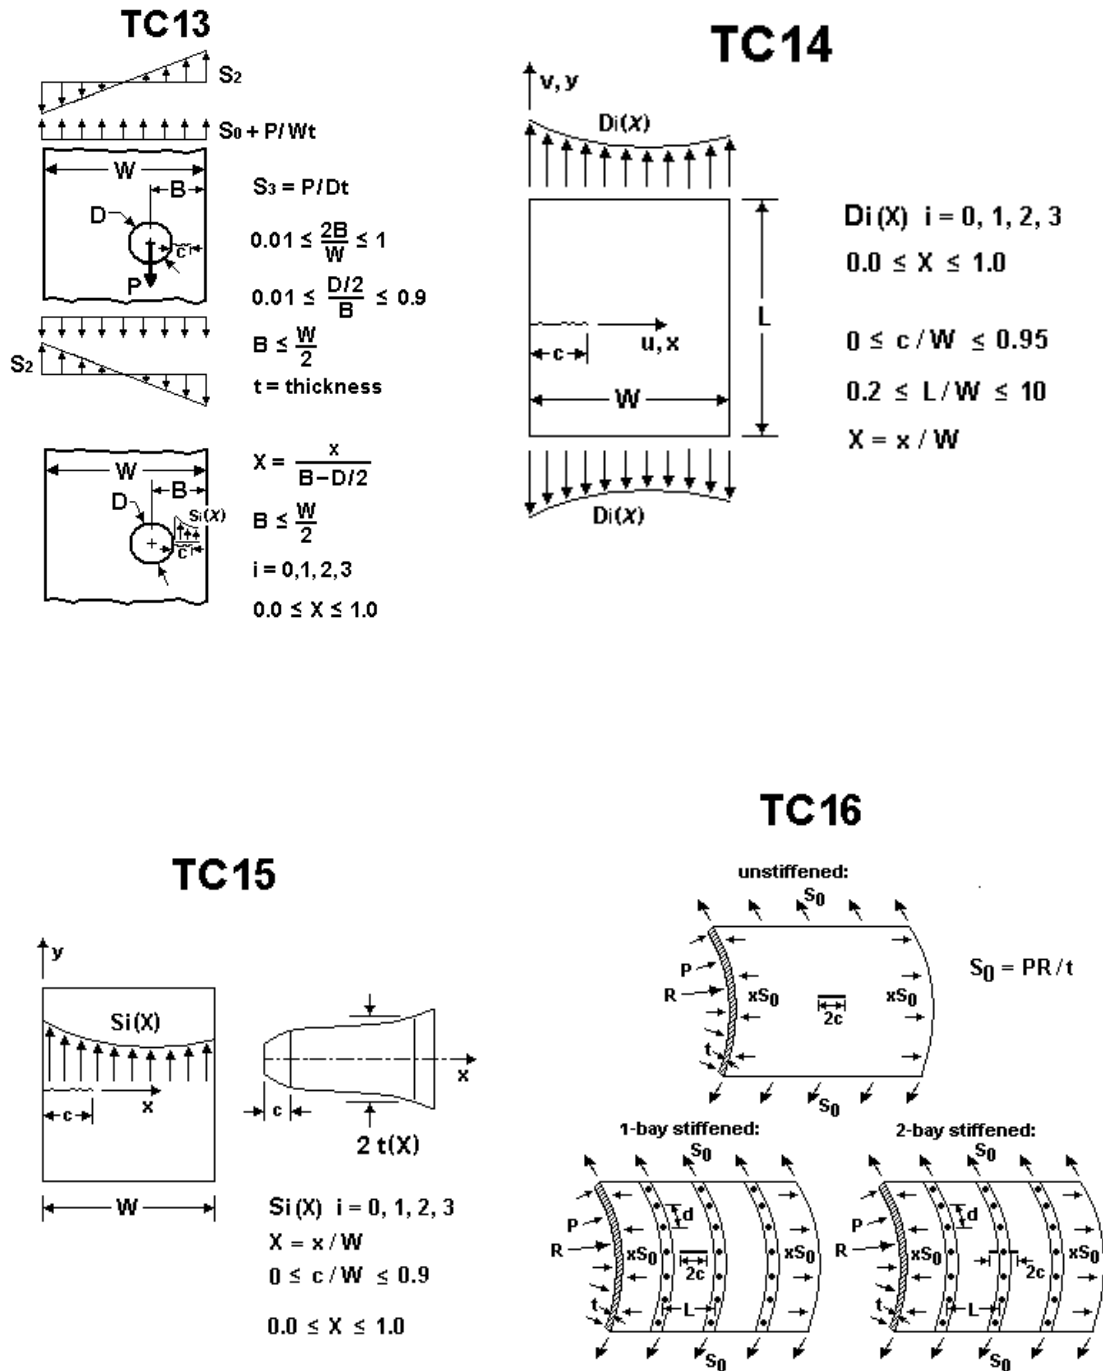 TC13
S2
S0 + P/Wt
W
B
D
c
P
S3 = P/Dt
0.01 ≤ 2B/W ≤ 1
0.01 ≤ D/2/B ≤ 0.9
B ≤ W/2
t = thickness
S2
W
B
D
Si(X)
c
X = x/B−D/2
B ≤ W/2
i = 0,1,2,3
0.0 ≤ X ≤ 1.0
TC14
v, y
Di(X)
L
u, x
c
W
Di(X)
Di(X) i = 0, 1, 2, 3
0.0 ≤ X ≤ 1.0
0 ≤ c/W ≤ 0.95
0.2 ≤ L/W ≤ 10
X = x / W
TC15
y
Si(X)
x
c
W
x
c
2 t(X)
Si(X) i = 0, 1, 2, 3
X = x/W
0 ≤ c/W ≤ 0.9
0.0 ≤ X ≤ 1.0
TC16
unstiffened:
S0
P
R
xS0
xS0
2c
t
S0
S0 = PR/t
1-bay stiffened:
S0
P
d
R
xS0
xS0
2c
t
L
S0
2-bay stiffened:
S0
P
d
R
xS0
xS0
2c
t
L
S0